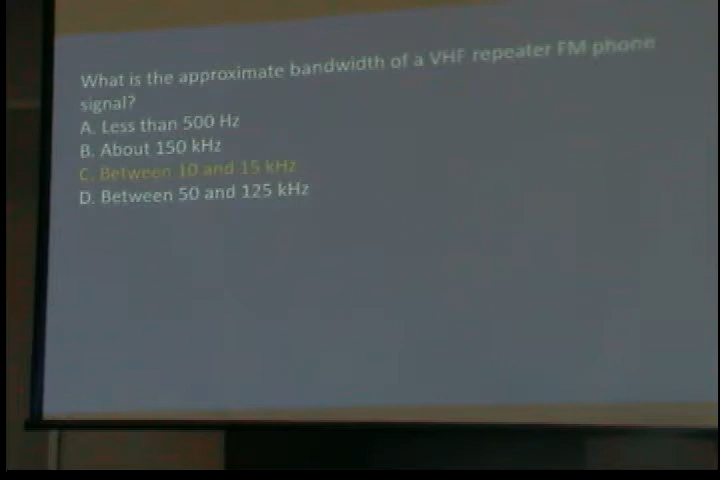 What is the approximate bandwidth of a VHF repeater FM phone
signal?
A. Less than 500 Hz
B. About 150 kHz
C. Between 10 and 15 kHz
D. Between 50 and 125 kHz